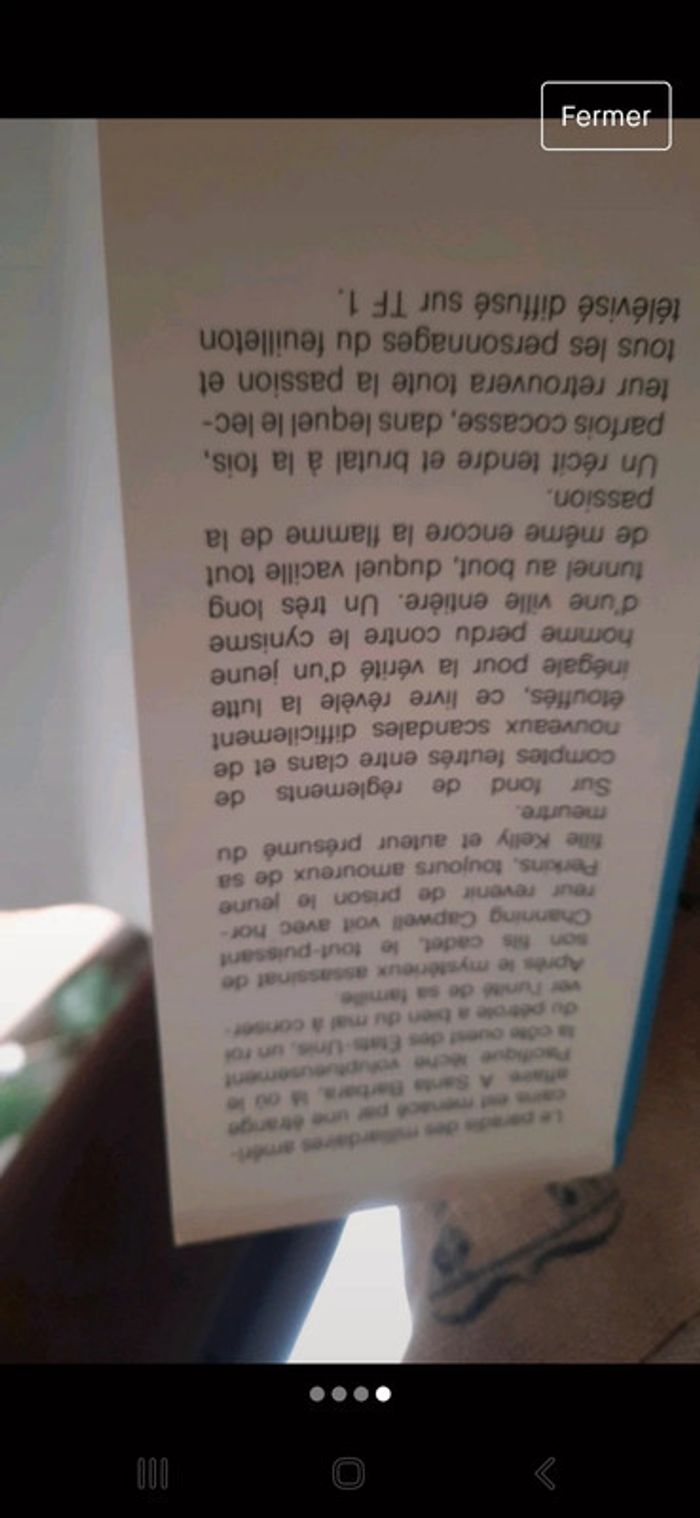 Fermer
Le paradis des milliardaires améri-
cains est menacé par une étrange
affaire. A Santa Barbara, là où le
Pacifique lèche voluptueusement
la côte ouest des Etats-Unis, un roi
du pétrole a bien du mal à conser-
ver l'unité de sa famille.
Après le mystérieux assassinat de
son fils cadet, le tout-puissant
Channing Capwell voit avec hor-
reur revenir de prison le jeune
Perkins, toujours amoureux de sa
fille Kelly et auteur présumé du
meurtre.
Sur fond de règlements de
comptes feutrés entre clans et de
nouveaux scandales difficilement
étouffés, ce livre révèle la lutte
inégale pour la vérité d'un jeune
homme perdu contre le cynisme
d'une ville entière. Un très long
tunnel au bout, duquel vacille tout
de même encore la flamme de la
passion.
Un récit tendre et brutal à la fois,
parfois cocasse, dans lequel le lec-
teur retrouvera toute la passion et
tous les personnages du feuilleton
télévisé diffusé sur TF 1.